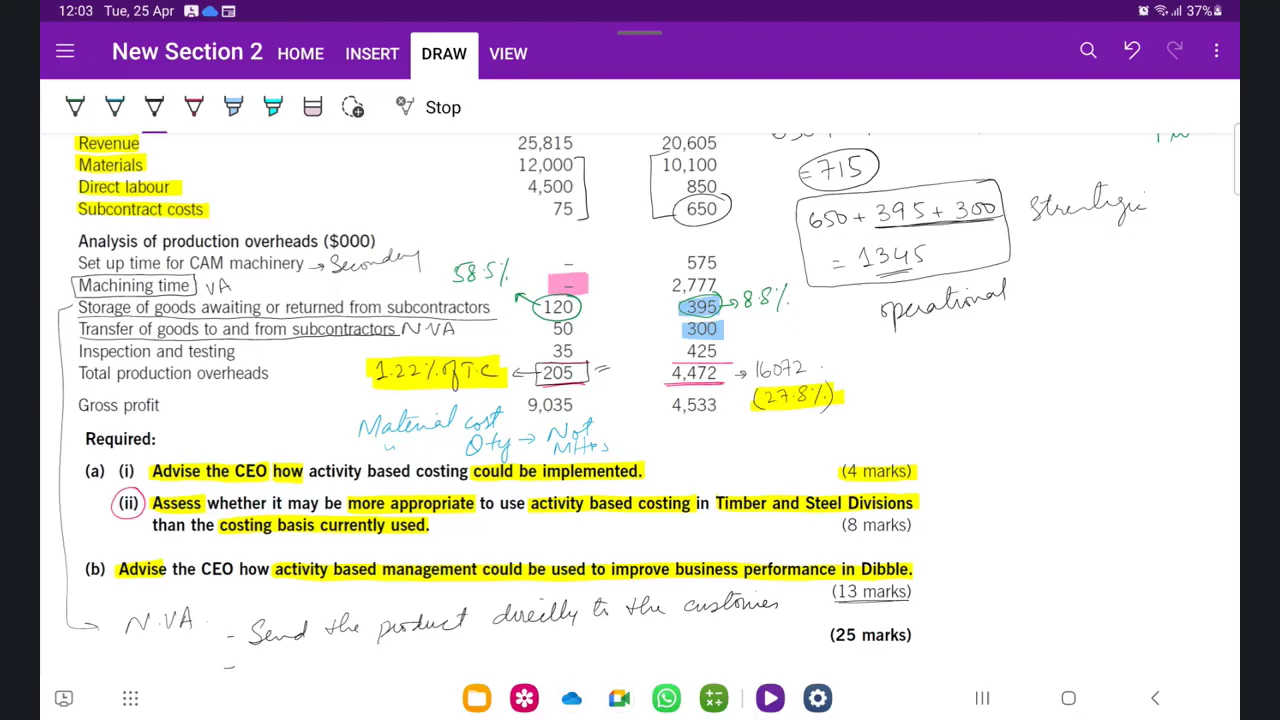 12:03 Tue, 25 Apr 37%
New Section 2 HOME INSERT DRAW VIEW
Stop
Revenue 25,815 20,605
Materials 12,000 10,100 = 715
Direct labour 4,500 850
Subcontract costs 75 650 650 + 395 + 300 Strentegic
= 1345
operational
Analysis of production overheads ($000)
Set up time for CAM machinery → Secondary – 575
Machining time VA 58.5% – 2,777
Storage of goods awaiting or returned from subcontractors 120 395 → 8.8%
Transfer of goods to and from subcontractors N.VA 50 300
Inspection and testing 35 425
Total production overheads 1.22% of T.C 205 = 4,472 → 16072
(27.8%)
Gross profit 9,035 4,533
Material cost
Qty → Not
MHrs
Required:
(a) (i) Advise the CEO how activity based costing could be implemented. (4 marks)
(ii) Assess whether it may be more appropriate to use activity based costing in Timber and Steel Divisions
than the costing basis currently used. (8 marks)
(b) Advise the CEO how activity based management could be used to improve business performance in Dibble.
(13 marks)
N.VA. - Send the product directly to the customer
(25 marks)